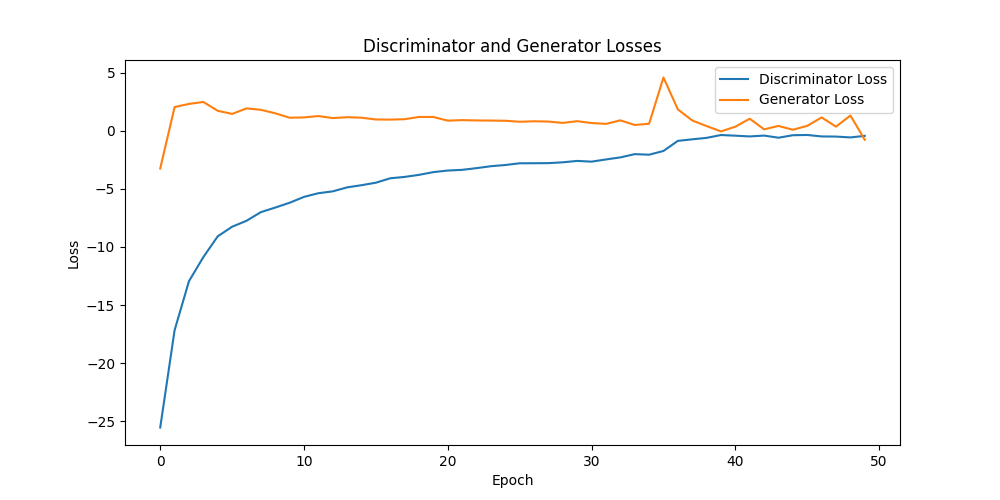 Discriminator and Generator Losses
Discriminator Loss
Generator Loss
5
0
−5
−10
−15
−20
−25
Loss
0 10 20 30 40 50
Epoch